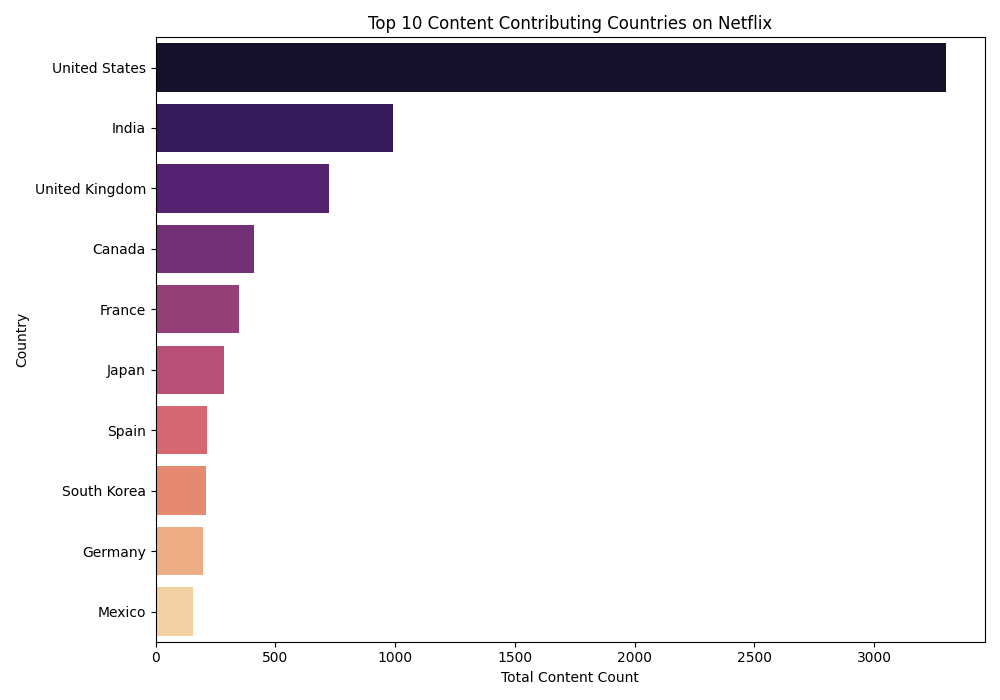 Top 10 Content Contributing Countries on Netflix
United States
India
United Kingdom
Canada
France
Japan
Spain
South Korea
Germany
Mexico
Country
0 500 1000 1500 2000 2500 3000
Total Content Count